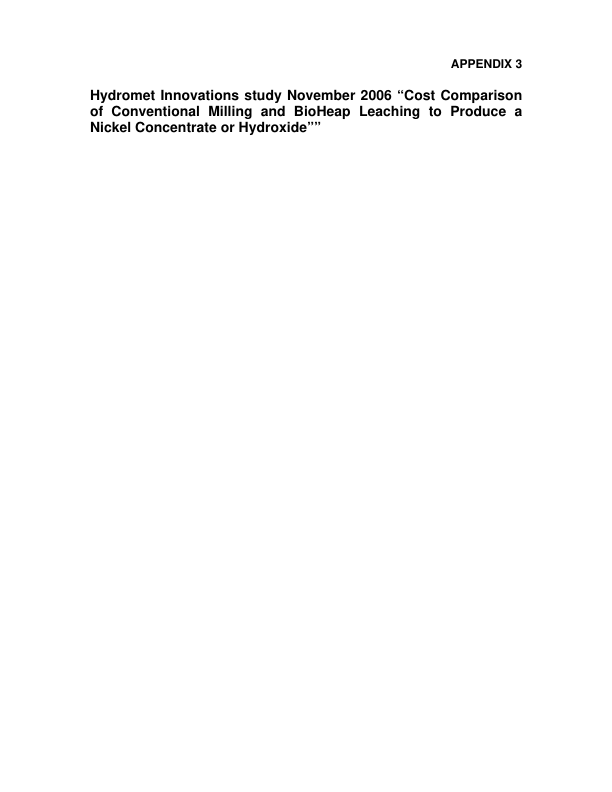 APPENDIX 3
Hydromet Innovations study November 2006 “Cost Comparison
of Conventional Milling and BioHeap Leaching to Produce a
Nickel Concentrate or Hydroxide””